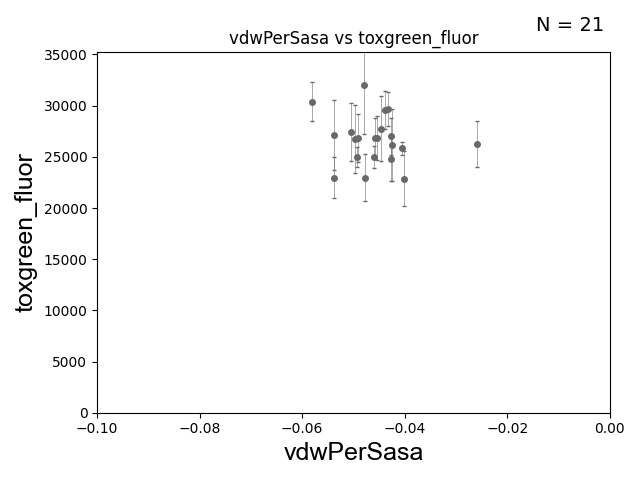 N = 21
vdwPerSasa vs toxgreen_fluor
35000
30000
25000
20000
15000
10000
5000
0
toxgreen_fluor
−0.10 −0.08 −0.06 −0.04 −0.02 0.00
vdwPerSasa